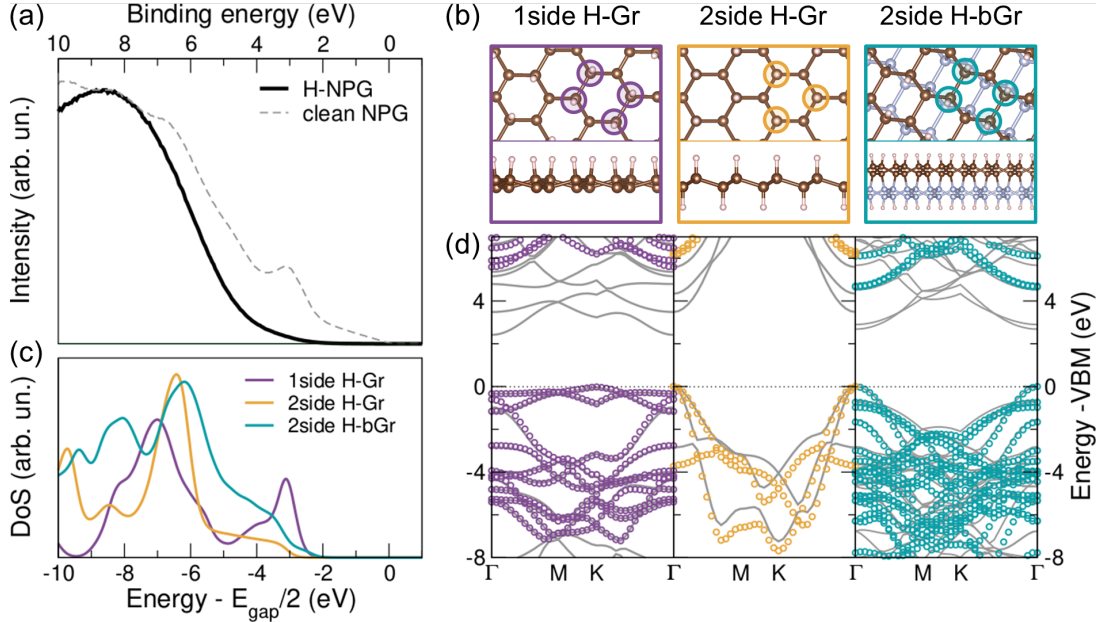 (a)
Binding energy (eV)
10 8 6 4 2 0
Intensity (arb. un.)
H-NPG
clean NPG
(b)
1side H-Gr
2side H-Gr
2side H-bGr
(c)
DoS (arb. un.)
1side H-Gr
2side H-Gr
2side H-bGr
-10 -8 -6 -4 -2 0
Energy - Egap/2 (eV)
(d)
4
0
-4
-8
Γ M K Γ M K Γ M K Γ
4
0
-4
-8
Energy -VBM (eV)